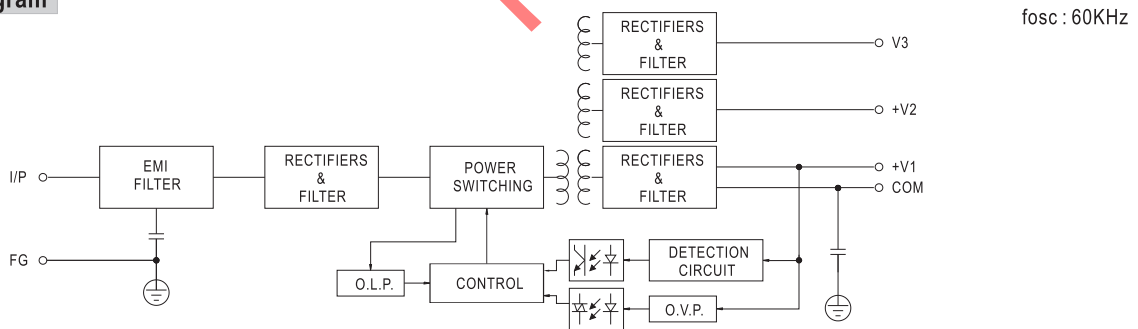 gram
fosc : 60KHz
RECTIFIERS
&
FILTER
V3
RECTIFIERS
&
FILTER
+V2
I/P
EMI
FILTER
RECTIFIERS
&
FILTER
POWER
SWITCHING
RECTIFIERS
&
FILTER
+V1
COM
FG
O.L.P.
CONTROL
DETECTION
CIRCUIT
O.V.P.